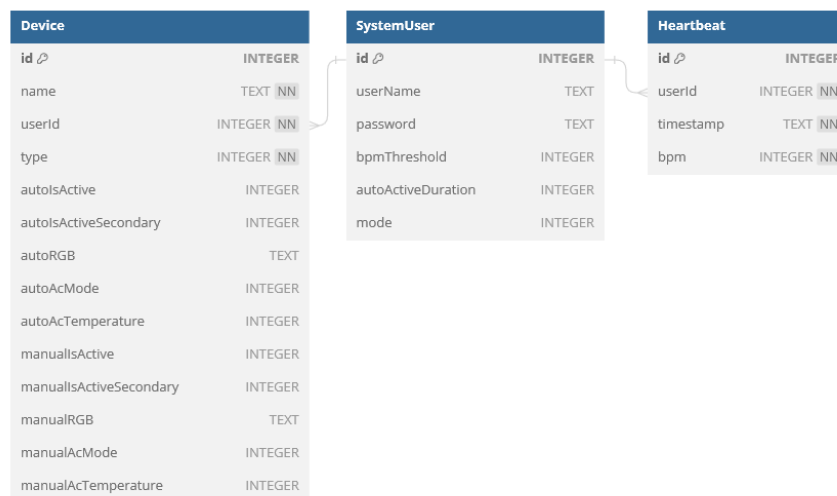 Device
id INTEGER
name TEXT NN
userId INTEGER NN
type INTEGER NN
autoIsActive INTEGER
autoIsActiveSecondary INTEGER
autoRGB TEXT
autoAcMode INTEGER
autoAcTemperature INTEGER
manualIsActive INTEGER
manualIsActiveSecondary INTEGER
manualRGB TEXT
manualAcMode INTEGER
manualAcTemperature INTEGER
SystemUser
id INTEGER
userName TEXT
password TEXT
bpmThreshold INTEGER
autoActiveDuration INTEGER
mode INTEGER
Heartbeat
id INTEGER
userId INTEGER NN
timestamp TEXT NN
bpm INTEGER NN